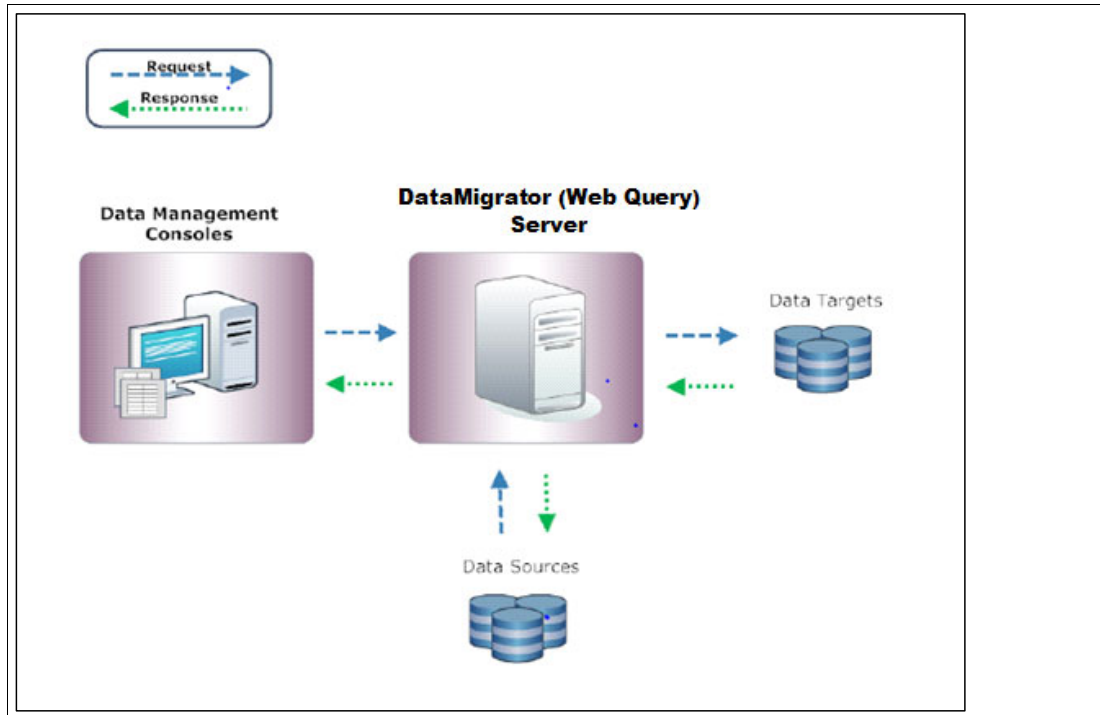 Request
Response
DataMigrator (Web Query)
Server
Data Management
Consoles
Data Targets
Data Sources